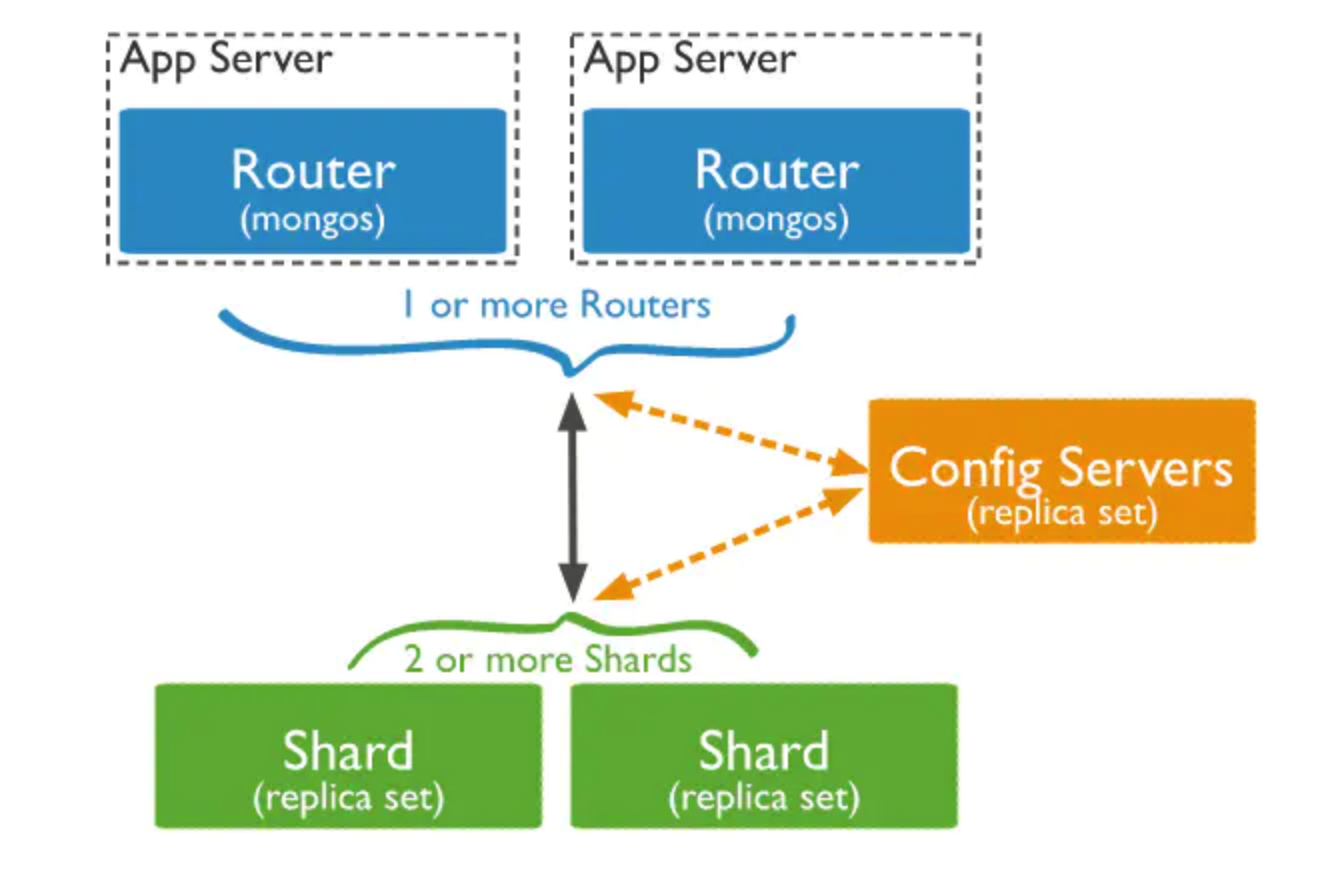 App Server
App Server
Router
(mongos)
Router
(mongos)
1 or more Routers
Config Servers
(replica set)
2 or more Shards
Shard
(replica set)
Shard
(replica set)